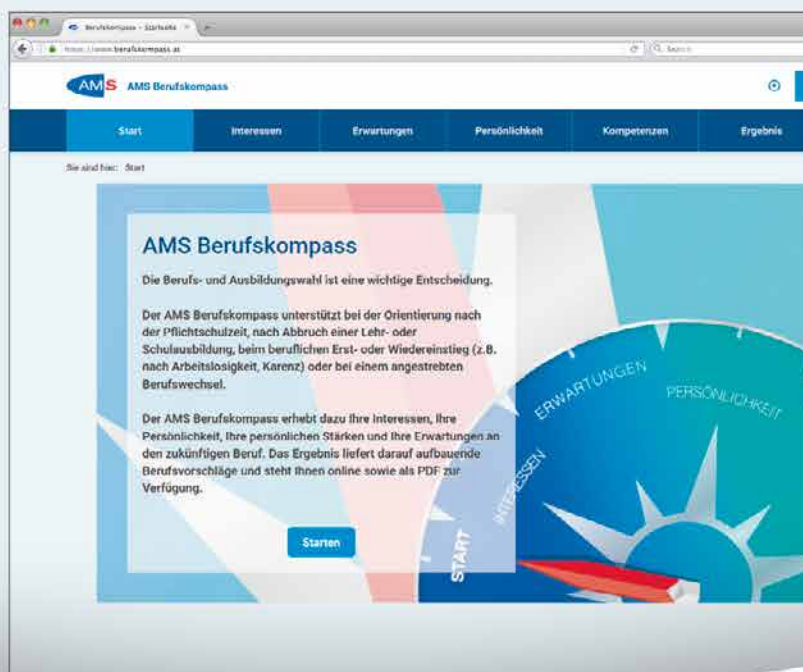 Berufskompass - Startseite
www.berufskompass.at
Search
AMS AMS Berufskompass
Start Interessen Erwartungen Persönlichkeit Kompetenzen Ergebnis
Sie sind hier: Start
AMS Berufskompass
Die Berufs- und Ausbildungswahl ist eine wichtige Entscheidung.
Der AMS Berufskompass unterstützt bei der Orientierung nach
der Pflichtschulzeit, nach Abbruch einer Lehr- oder
Schulausbildung, beim beruflichen Erst- oder Wiedereinstieg (z.B.
nach Arbeitslosigkeit, Karenz) oder bei einem angestrebten
Berufswechsel.
Der AMS Berufskompass erhebt dazu Ihre Interessen, Ihre
Persönlichkeit, Ihre persönlichen Stärken und Ihre Erwartungen an
den zukünftigen Beruf. Das Ergebnis liefert darauf aufbauende
Berufsvorschläge und steht Ihnen online sowie als PDF zur
Verfügung.
Starten
START
INTERESSEN
ERWARTUNGEN
PERSÖNLICHKEIT